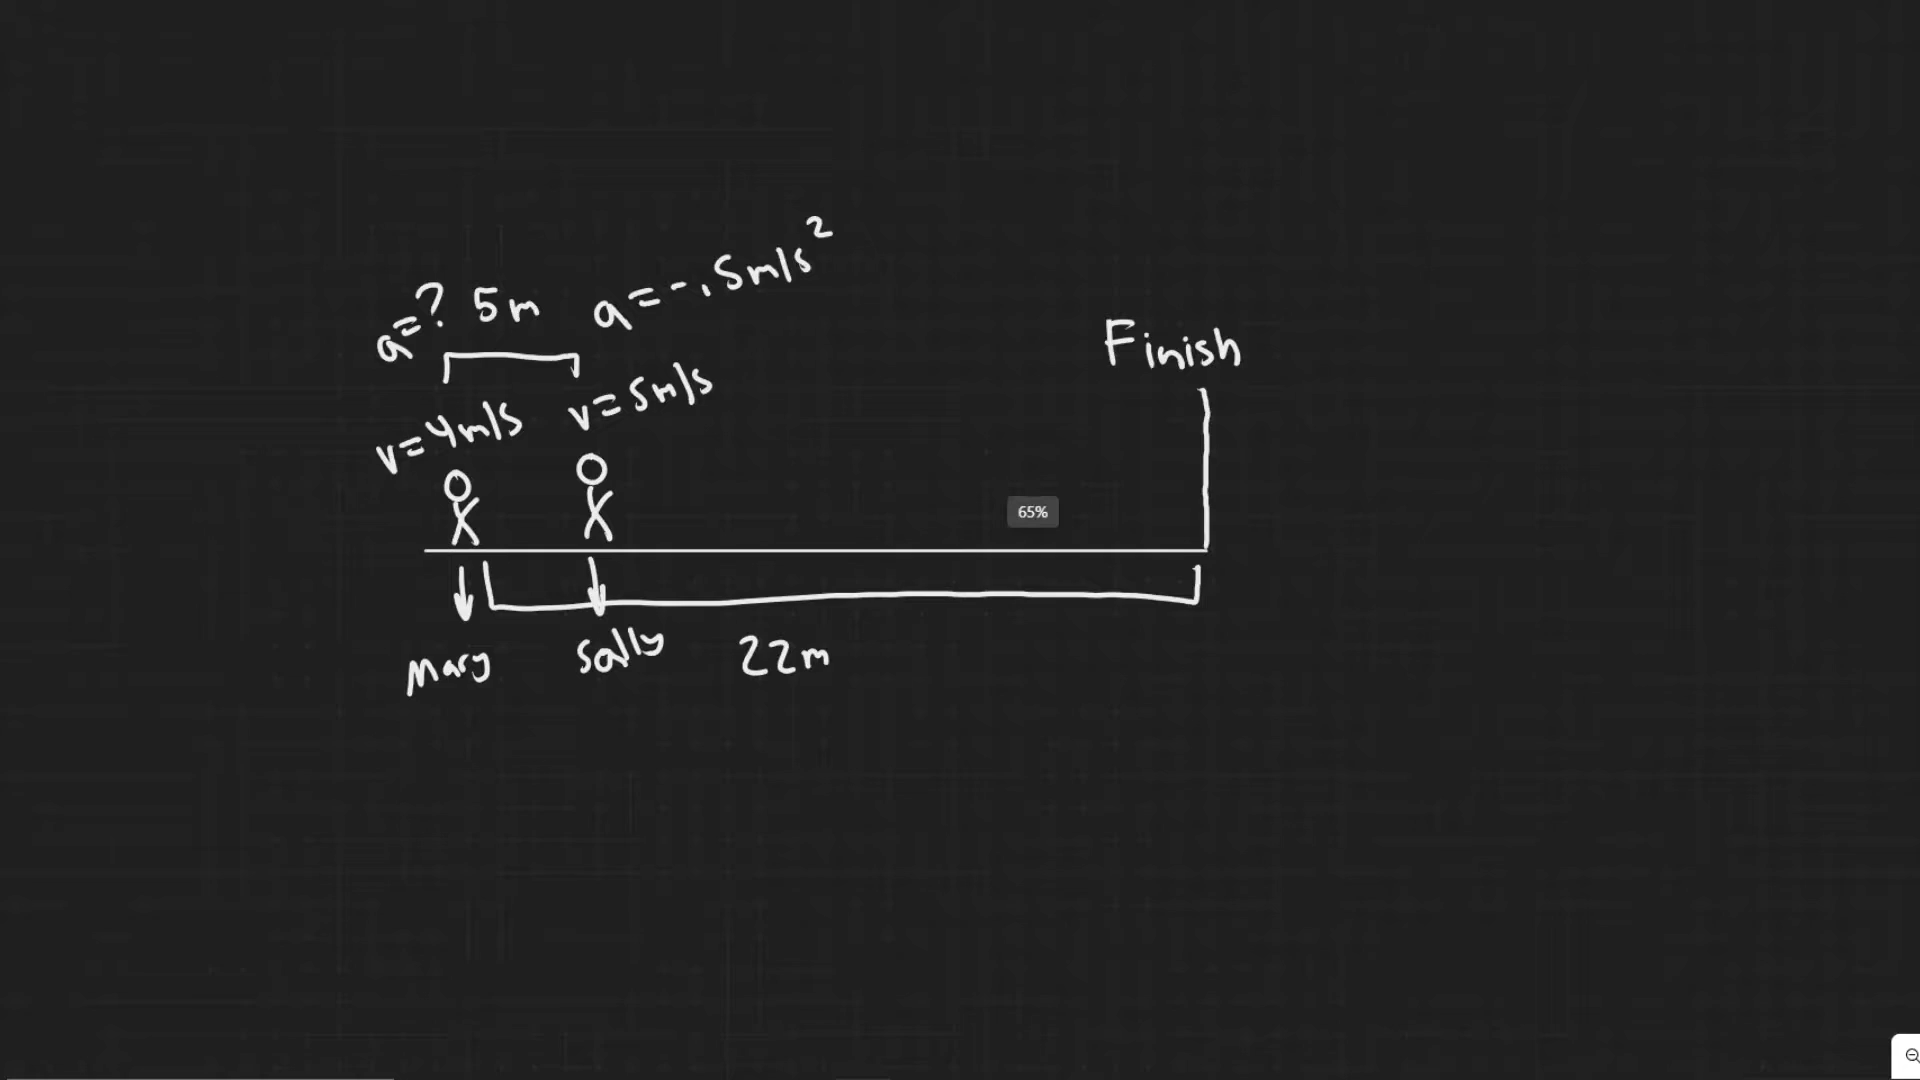 a=? 5m a=-.5m/s²
Finish
v=4m/s v=5m/s
65%
Mary Sally 22m